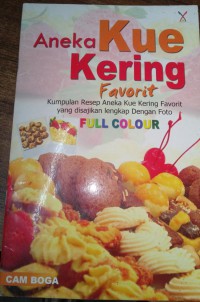 Aneka Kue
Kering
Favorit
Kumpulan Resep Aneka Kue Kering Favorit
yang disajikan lengkap Dengan Foto
FULL COLOUR
CAM BOGA